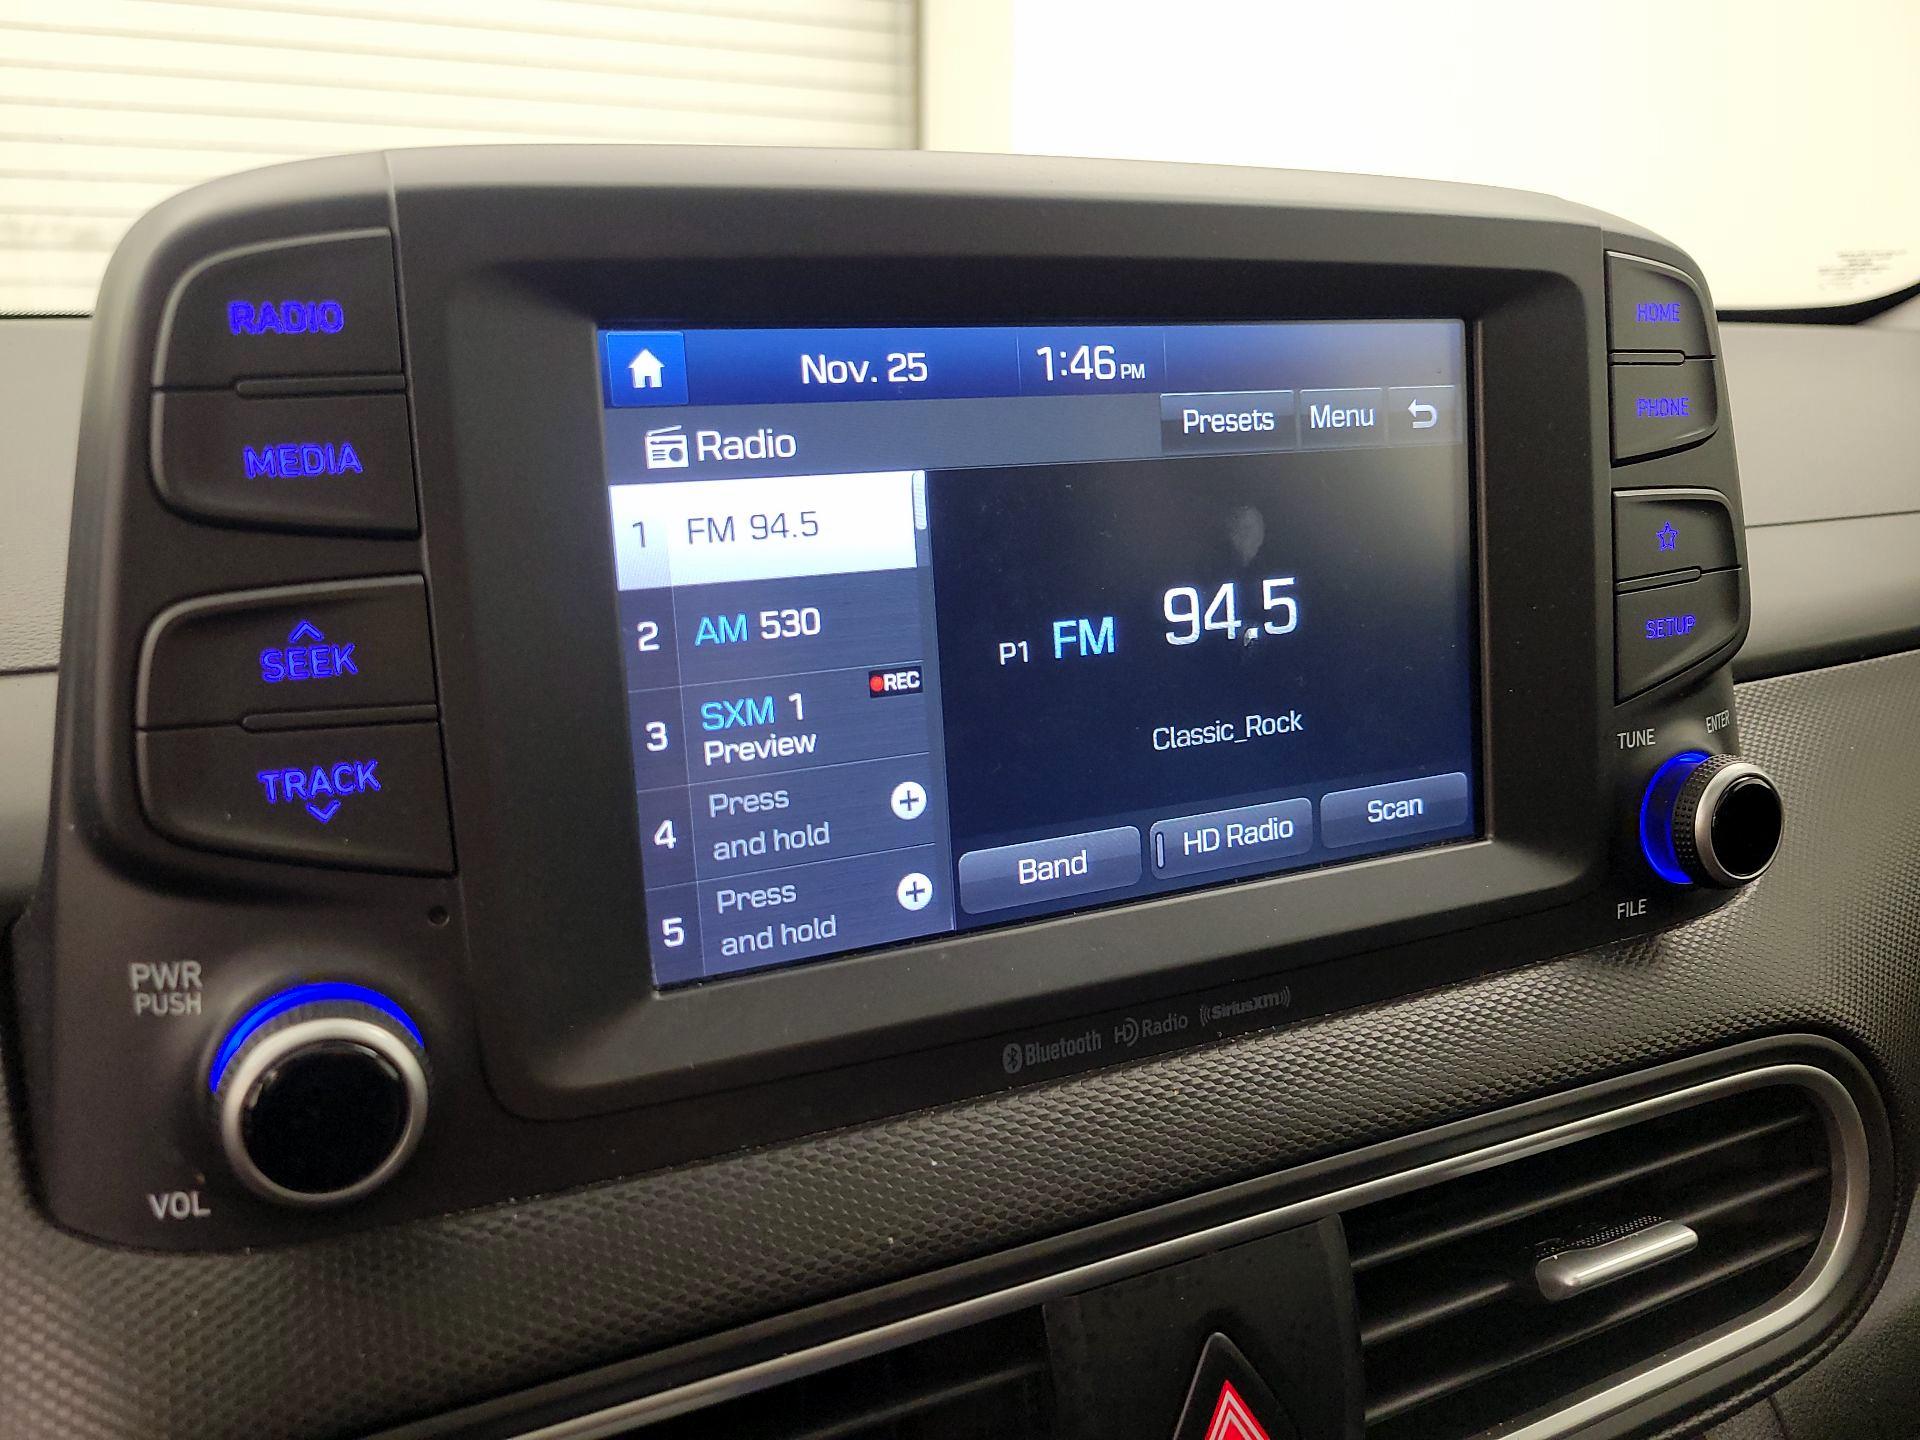 RADIO
MEDIA
SEEK
TRACK
PWR
PUSH
VOL
Nov. 25
1:46 PM
Radio
Presets
Menu
1 FM 94.5
2 AM 530
REC
3 SXM 1
Preview
4 Press
and hold
5 Press
and hold
P1 FM 94.5
Classic_Rock
Band
HD Radio
Scan
HOME
PHONE
SETUP
TUNE
ENTER
FILE
Bluetooth HD Radio ((SiriusXM))